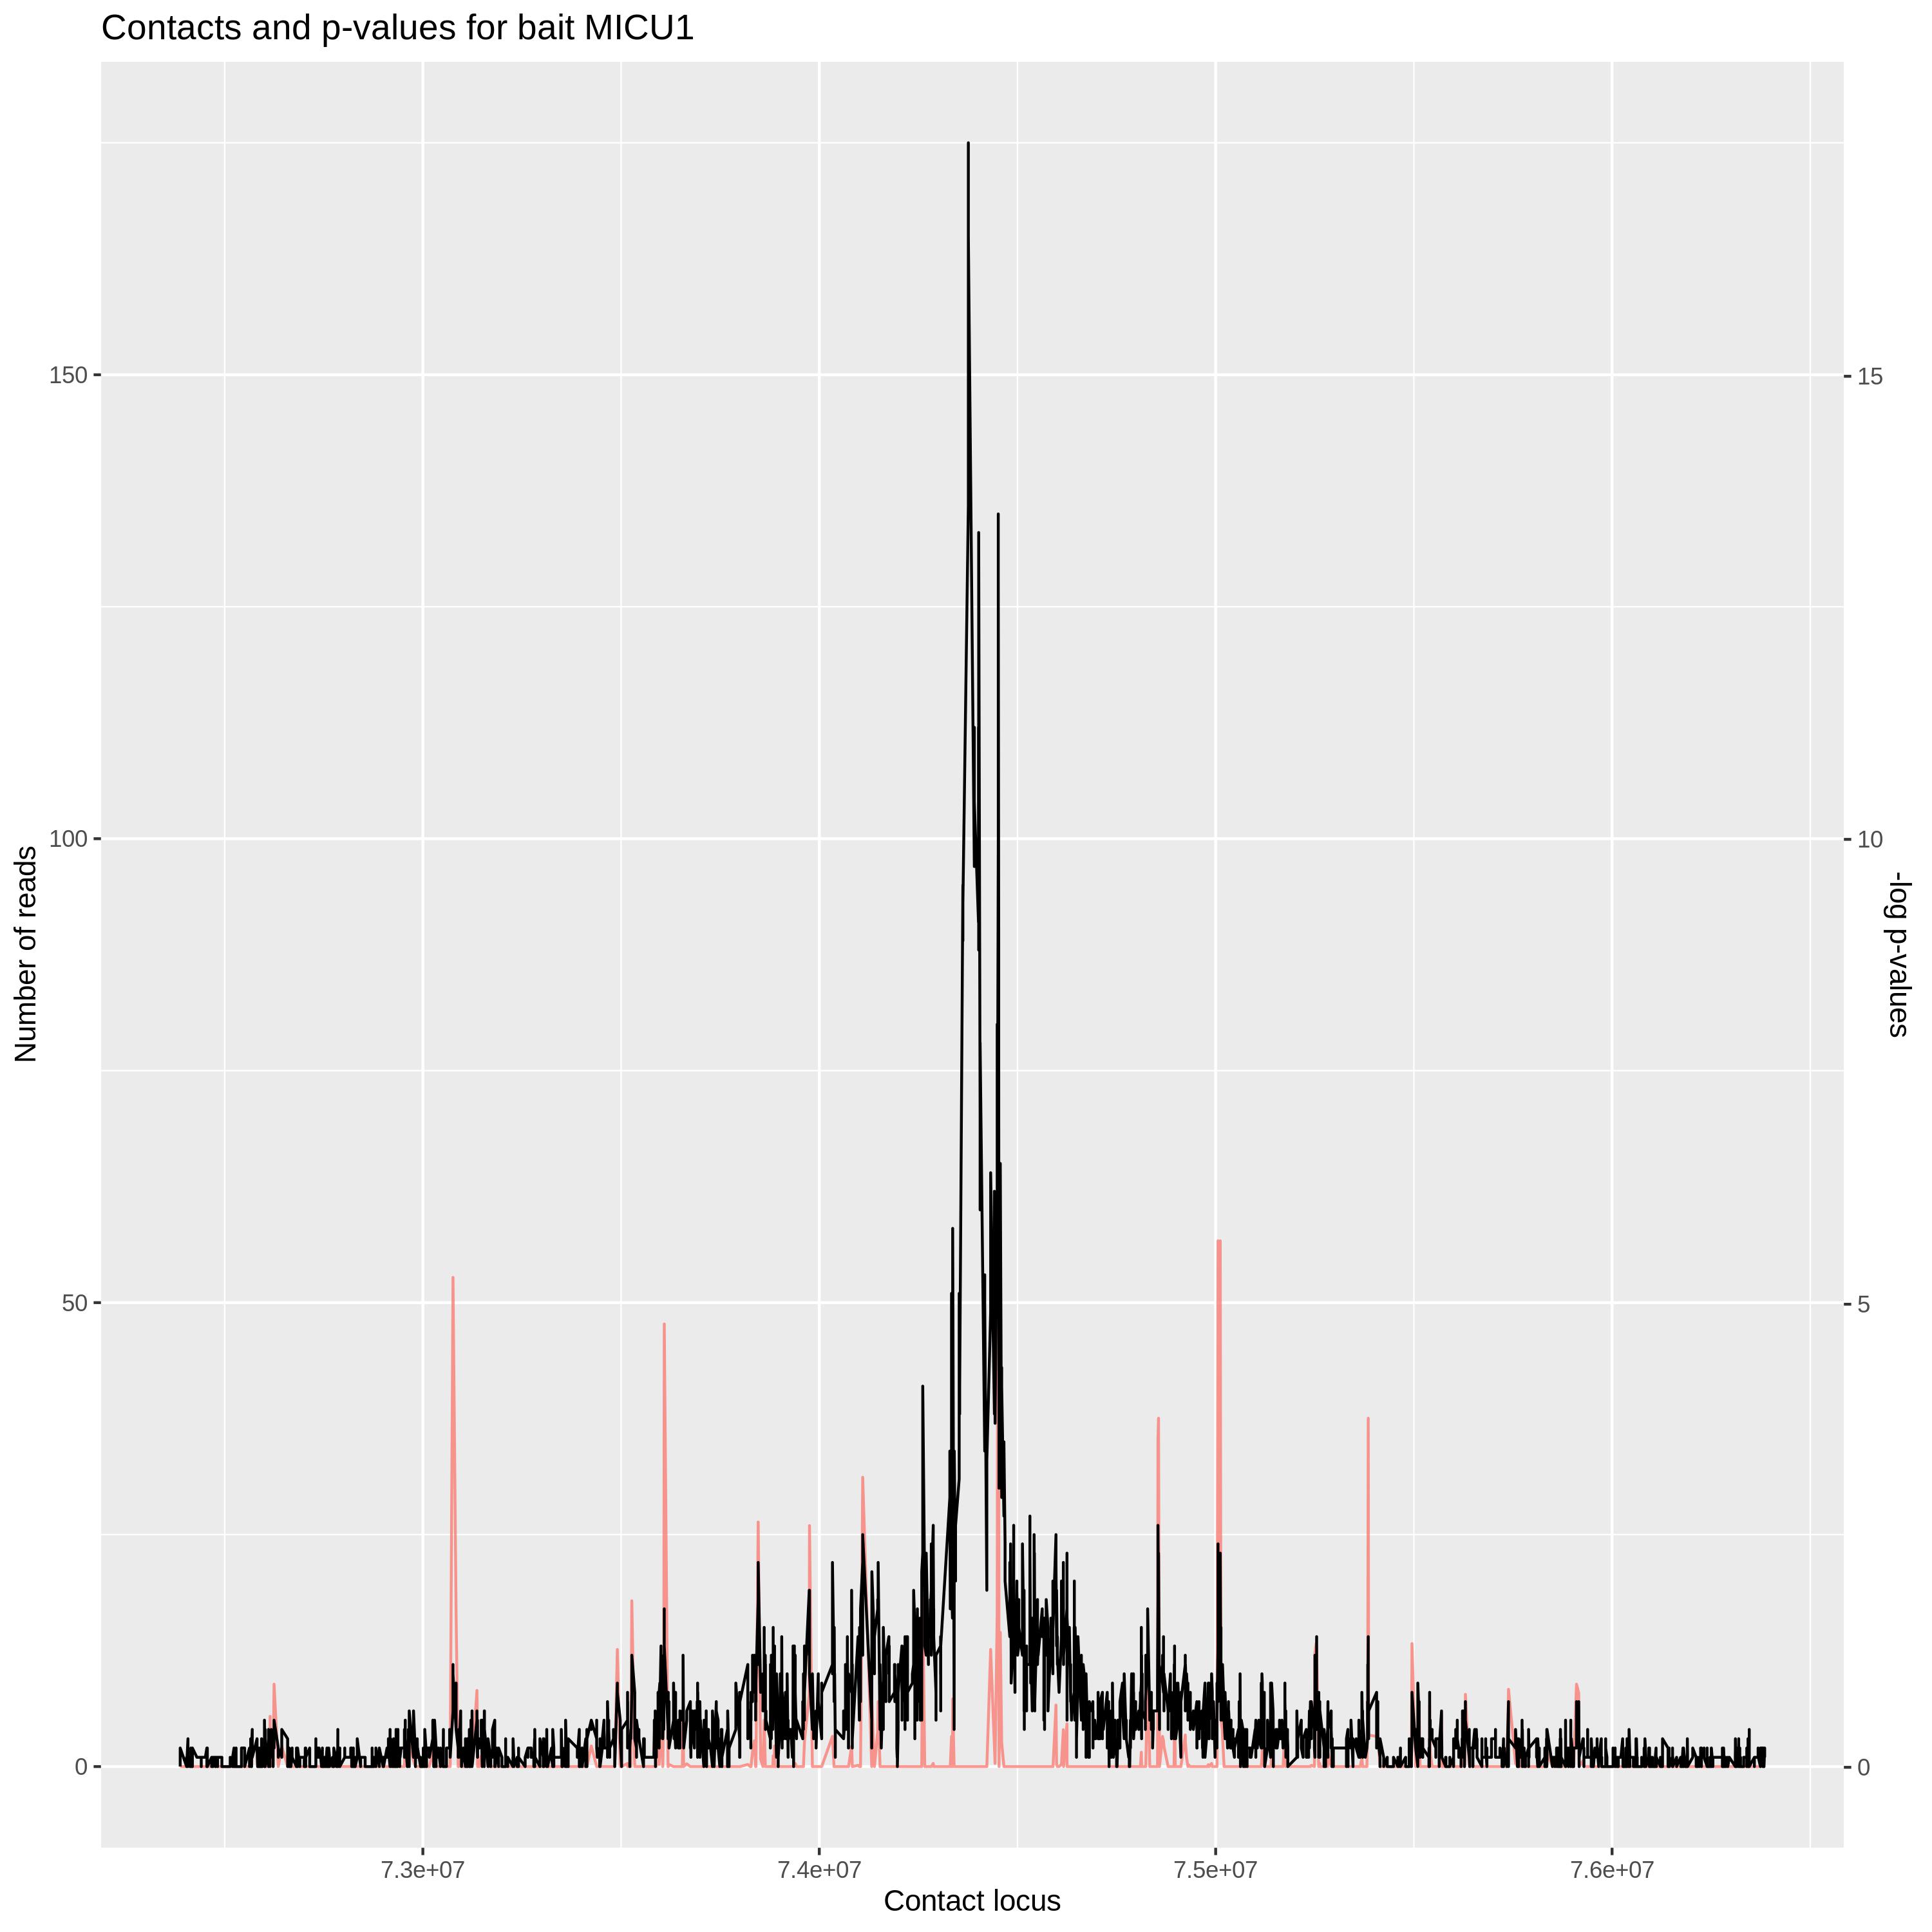 Contacts and p-values for bait MICU1
150
100
50
0
Number of reads
15
10
5
0
-log p-values
7.3e+07 7.4e+07 7.5e+07 7.6e+07
Contact locus